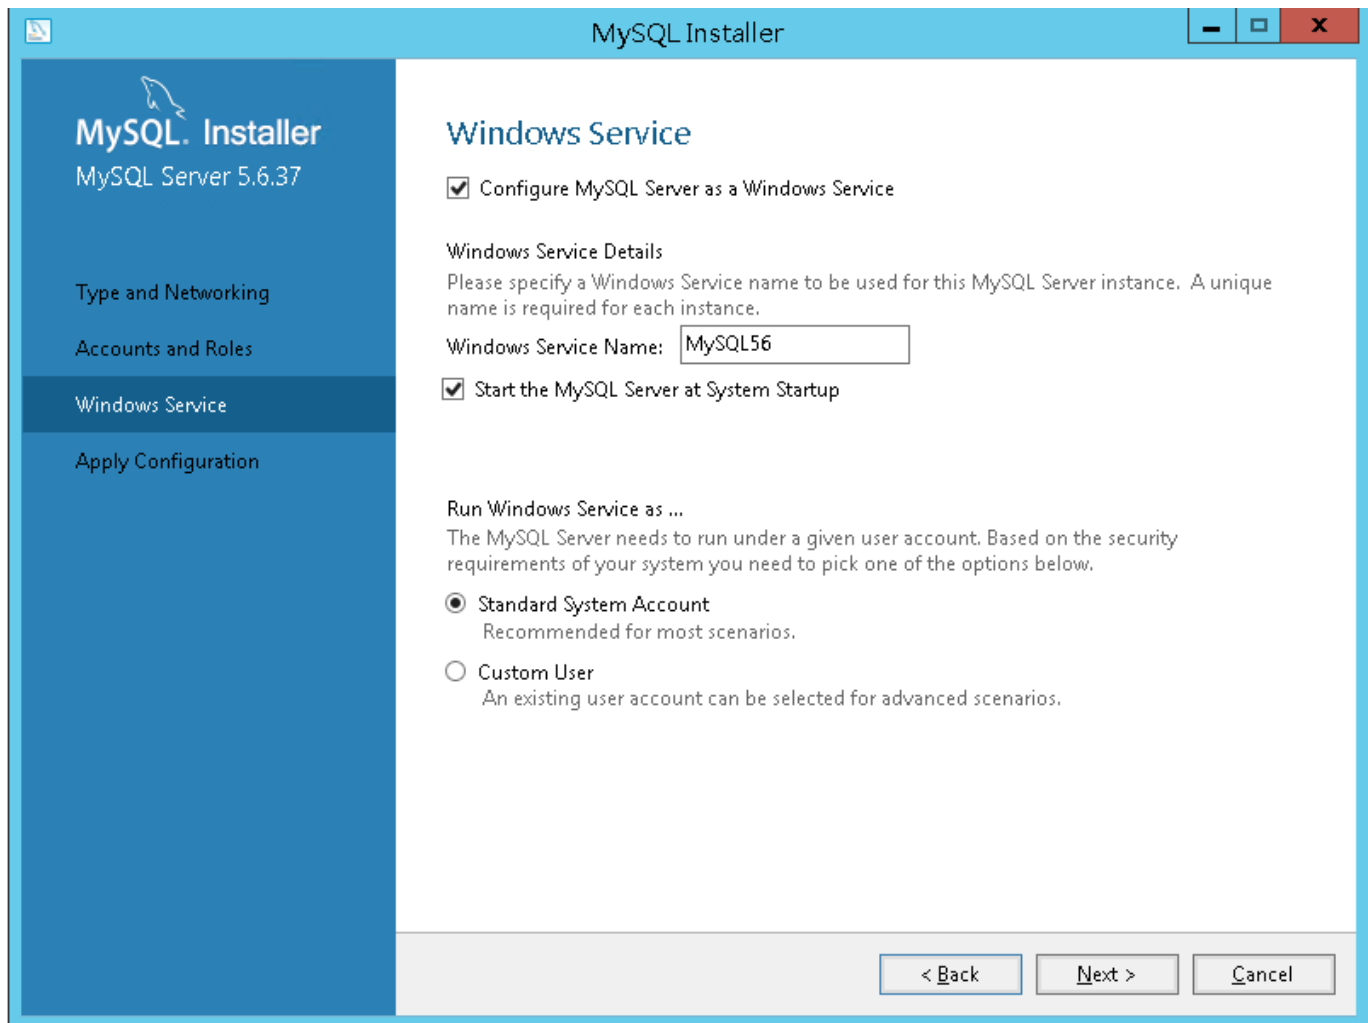 MySQL Installer
MySQL. Installer
MySQL Server 5.6.37
Type and Networking
Accounts and Roles
Windows Service
Apply Configuration
Windows Service
Configure MySQL Server as a Windows Service
Windows Service Details
Please specify a Windows Service name to be used for this MySQL Server instance. A unique
name is required for each instance.
Windows Service Name: MySQL56
Start the MySQL Server at System Startup
Run Windows Service as ...
The MySQL Server needs to run under a given user account. Based on the security
requirements of your system you need to pick one of the options below.
Standard System Account
Recommended for most scenarios.
Custom User
An existing user account can be selected for advanced scenarios.
< Back Next > Cancel